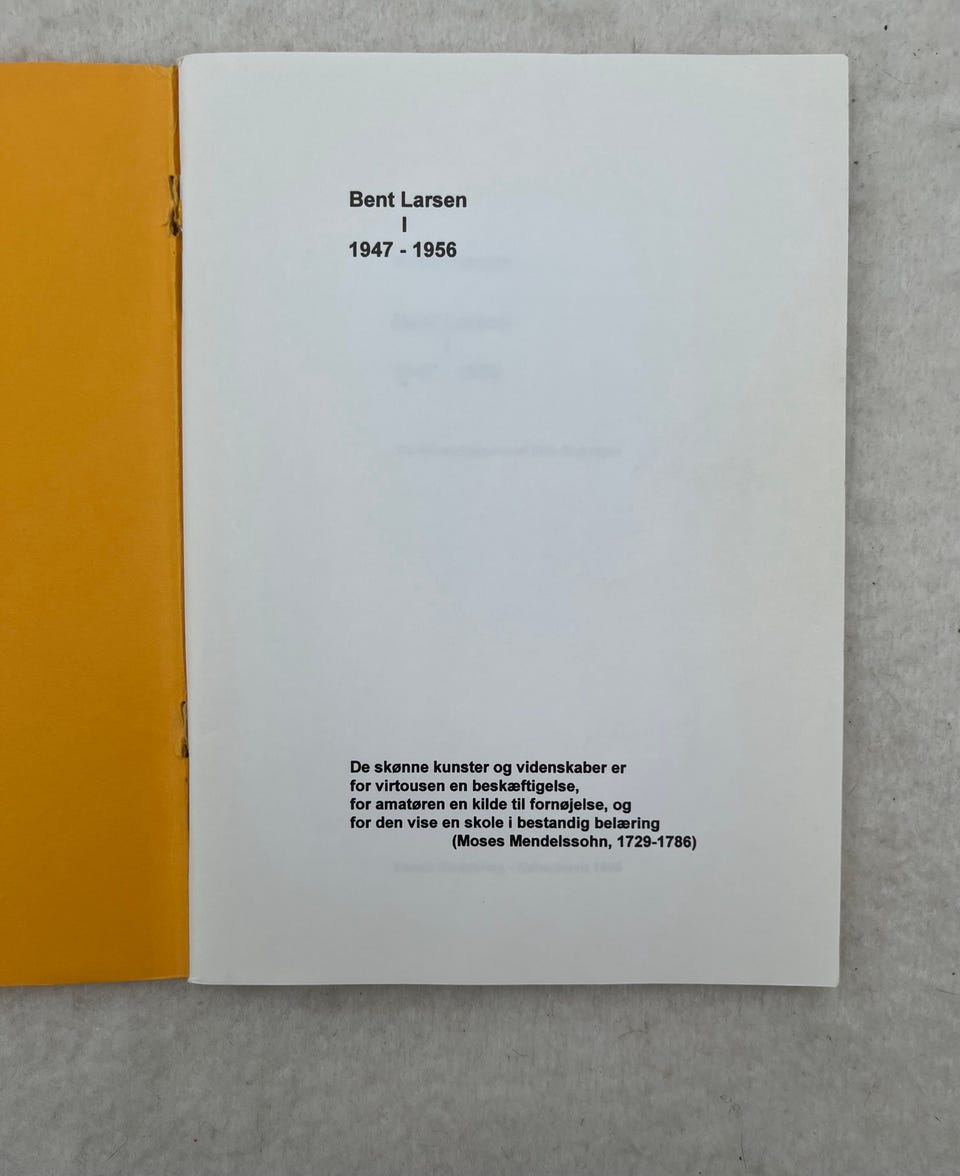 Bent Larsen
I
1947 - 1956
De skønne kunster og videnskaber er
for virtousen en beskæftigelse,
for amatøren en kilde til fornøjelse, og
for den vise en skole i bestandig belæring
(Moses Mendelssohn, 1729-1786)